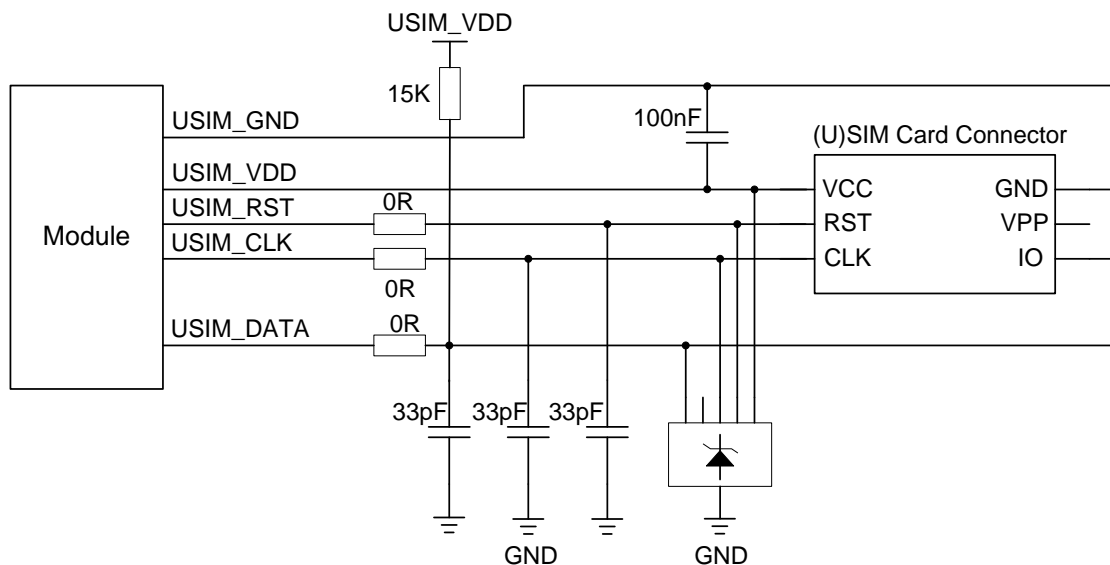 USIM_VDD
15K
USIM_GND
100nF
(U)SIM Card Connector
USIM_VDD
VCC
GND
USIM_RST
0R
RST
VPP
Module
USIM_CLK
CLK
IO
0R
USIM_DATA
0R
33pF
33pF
33pF
GND
GND